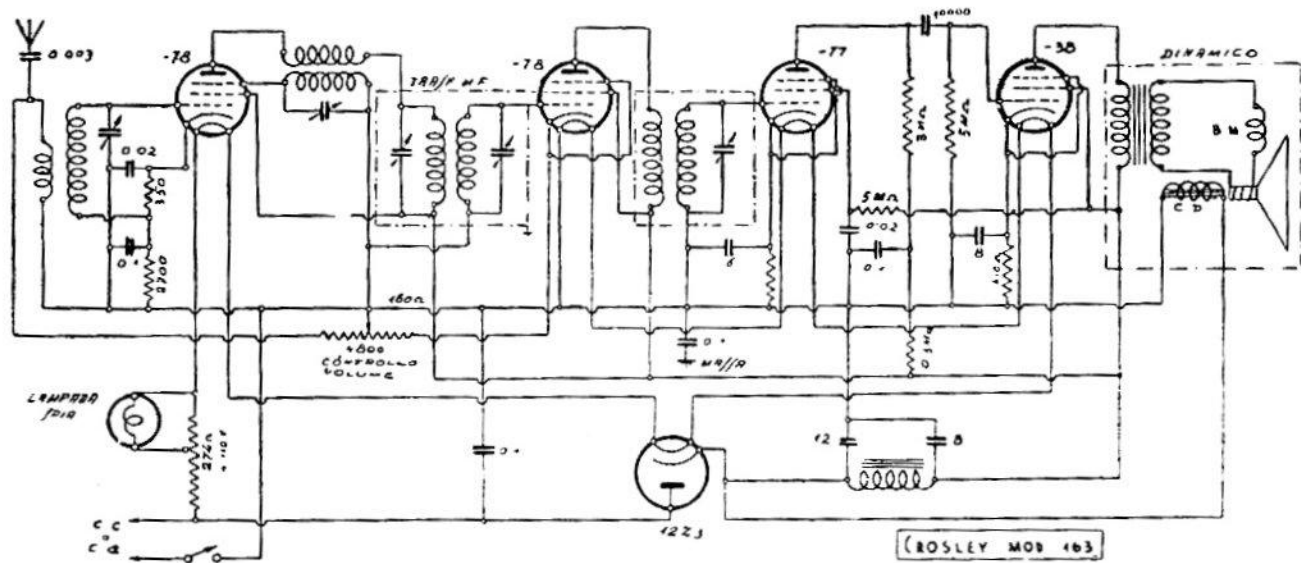 0.003
-78
TRASF. M.F.
-78
-77
10000
-38
DINAMICO
0.02
350
0.1
2700
3MΩ
5MΩ
B.M.
C.D.
5MΩ
0.02
0.1
6
8
160Ω
4800
CONTROLLO
VOLUME
0.1
MASSA
0.1
LAMPADA
SPIA
12
8
12Z3
C.C.
C.a.
CROSLEY MOD 163